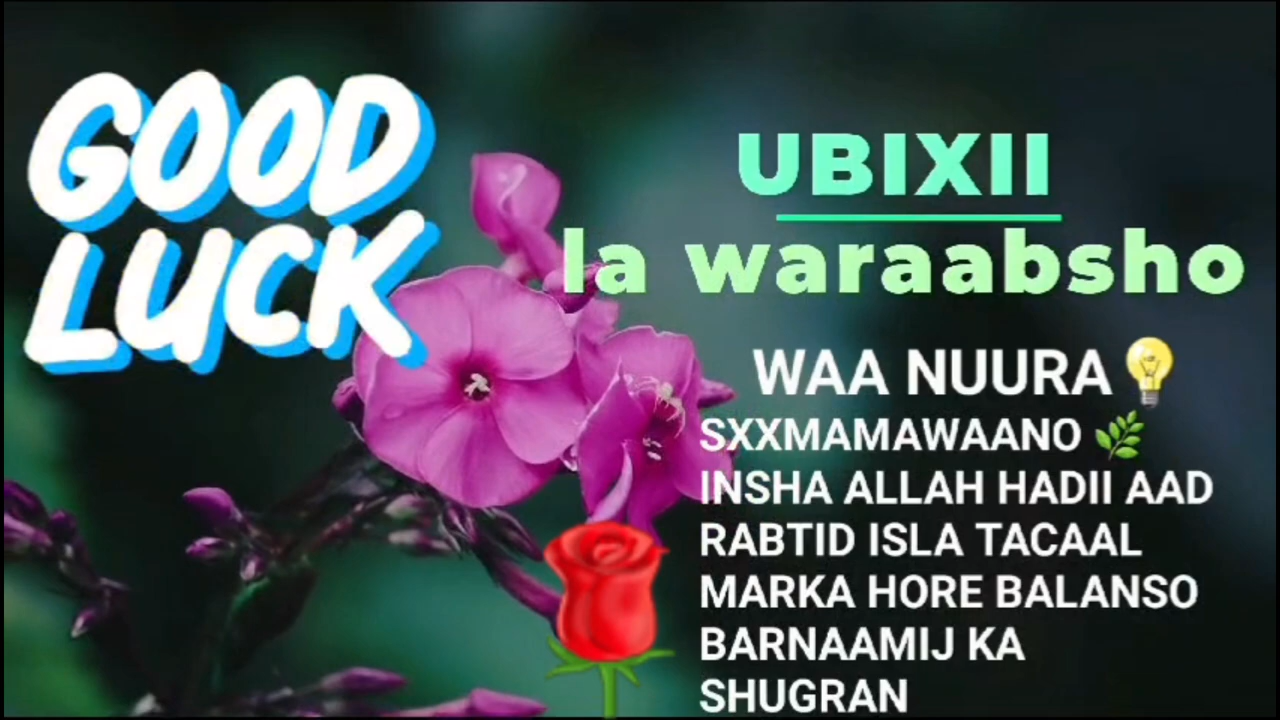 GOOD
LUCK
UBIXII
la waraabsho
WAA NUURA💡
SXXMAMAWAANO 🌿
INSHA ALLAH HADII AAD
RABTID ISLA TACAAL
MARKA HORE BALANSO
BARNAAMIJ KA
SHUGRAN